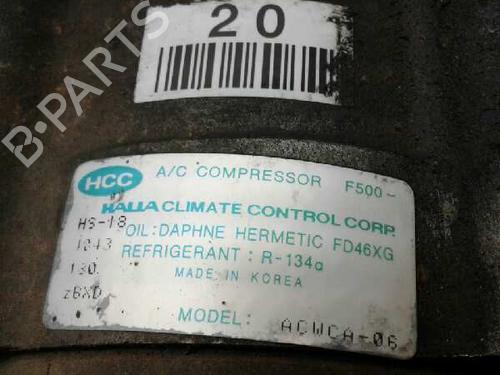 20
B-PARTS
HCC A/C COMPRESSOR F500-
HALLA CLIMATE CONTROL CORP.
HS-18 OIL:DAPHNE HERMETIC FD46XG
REFRIGERANT : R-134a
MADE IN KOREA
130
MODEL: ACWCA-06